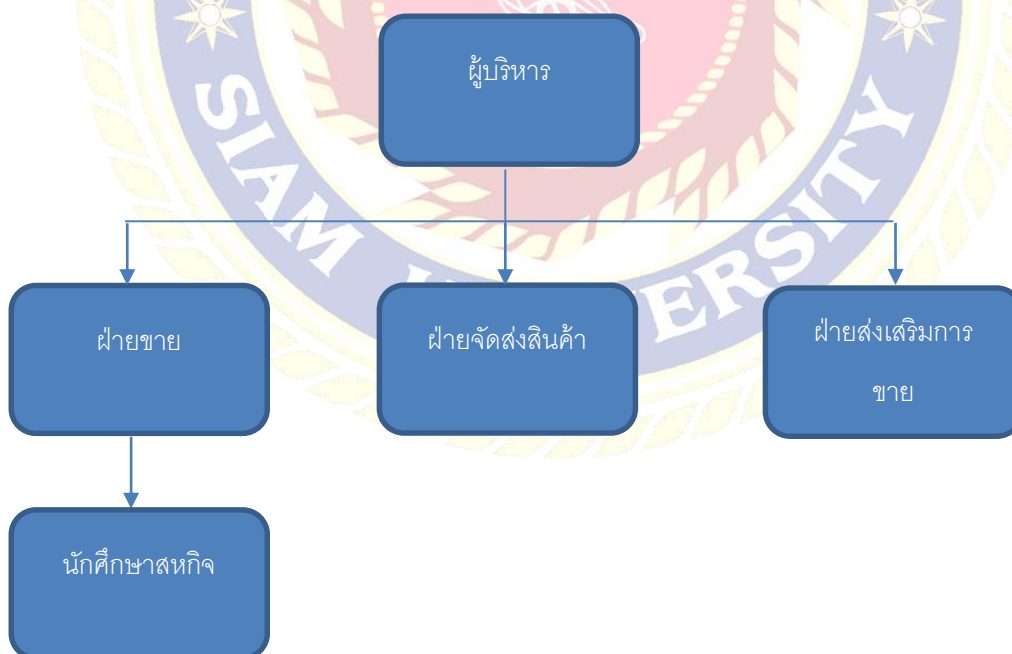 ผู้บริหาร
SIAM UNIVERSITY
ฝ่ายขาย
ฝ่ายจัดส่งสินค้า
ฝ่ายส่งเสริมการ
ขาย
นักศึกษาสหกิจ